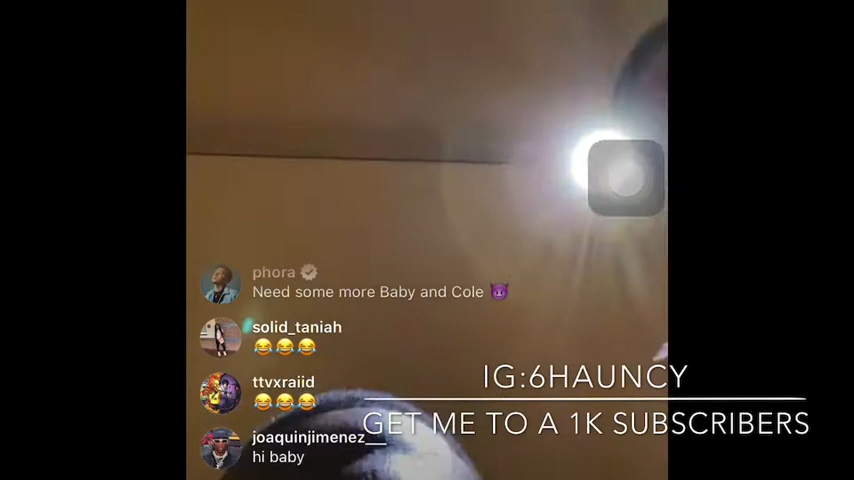 phora
Need some more Baby and Cole 😈
solid_taniah
😂😂😂
ttvxraiid
😂😂😂
joaquinjimenez__
hi baby
IG:6HAUNCY
GET ME TO A 1K SUBSCRIBERS